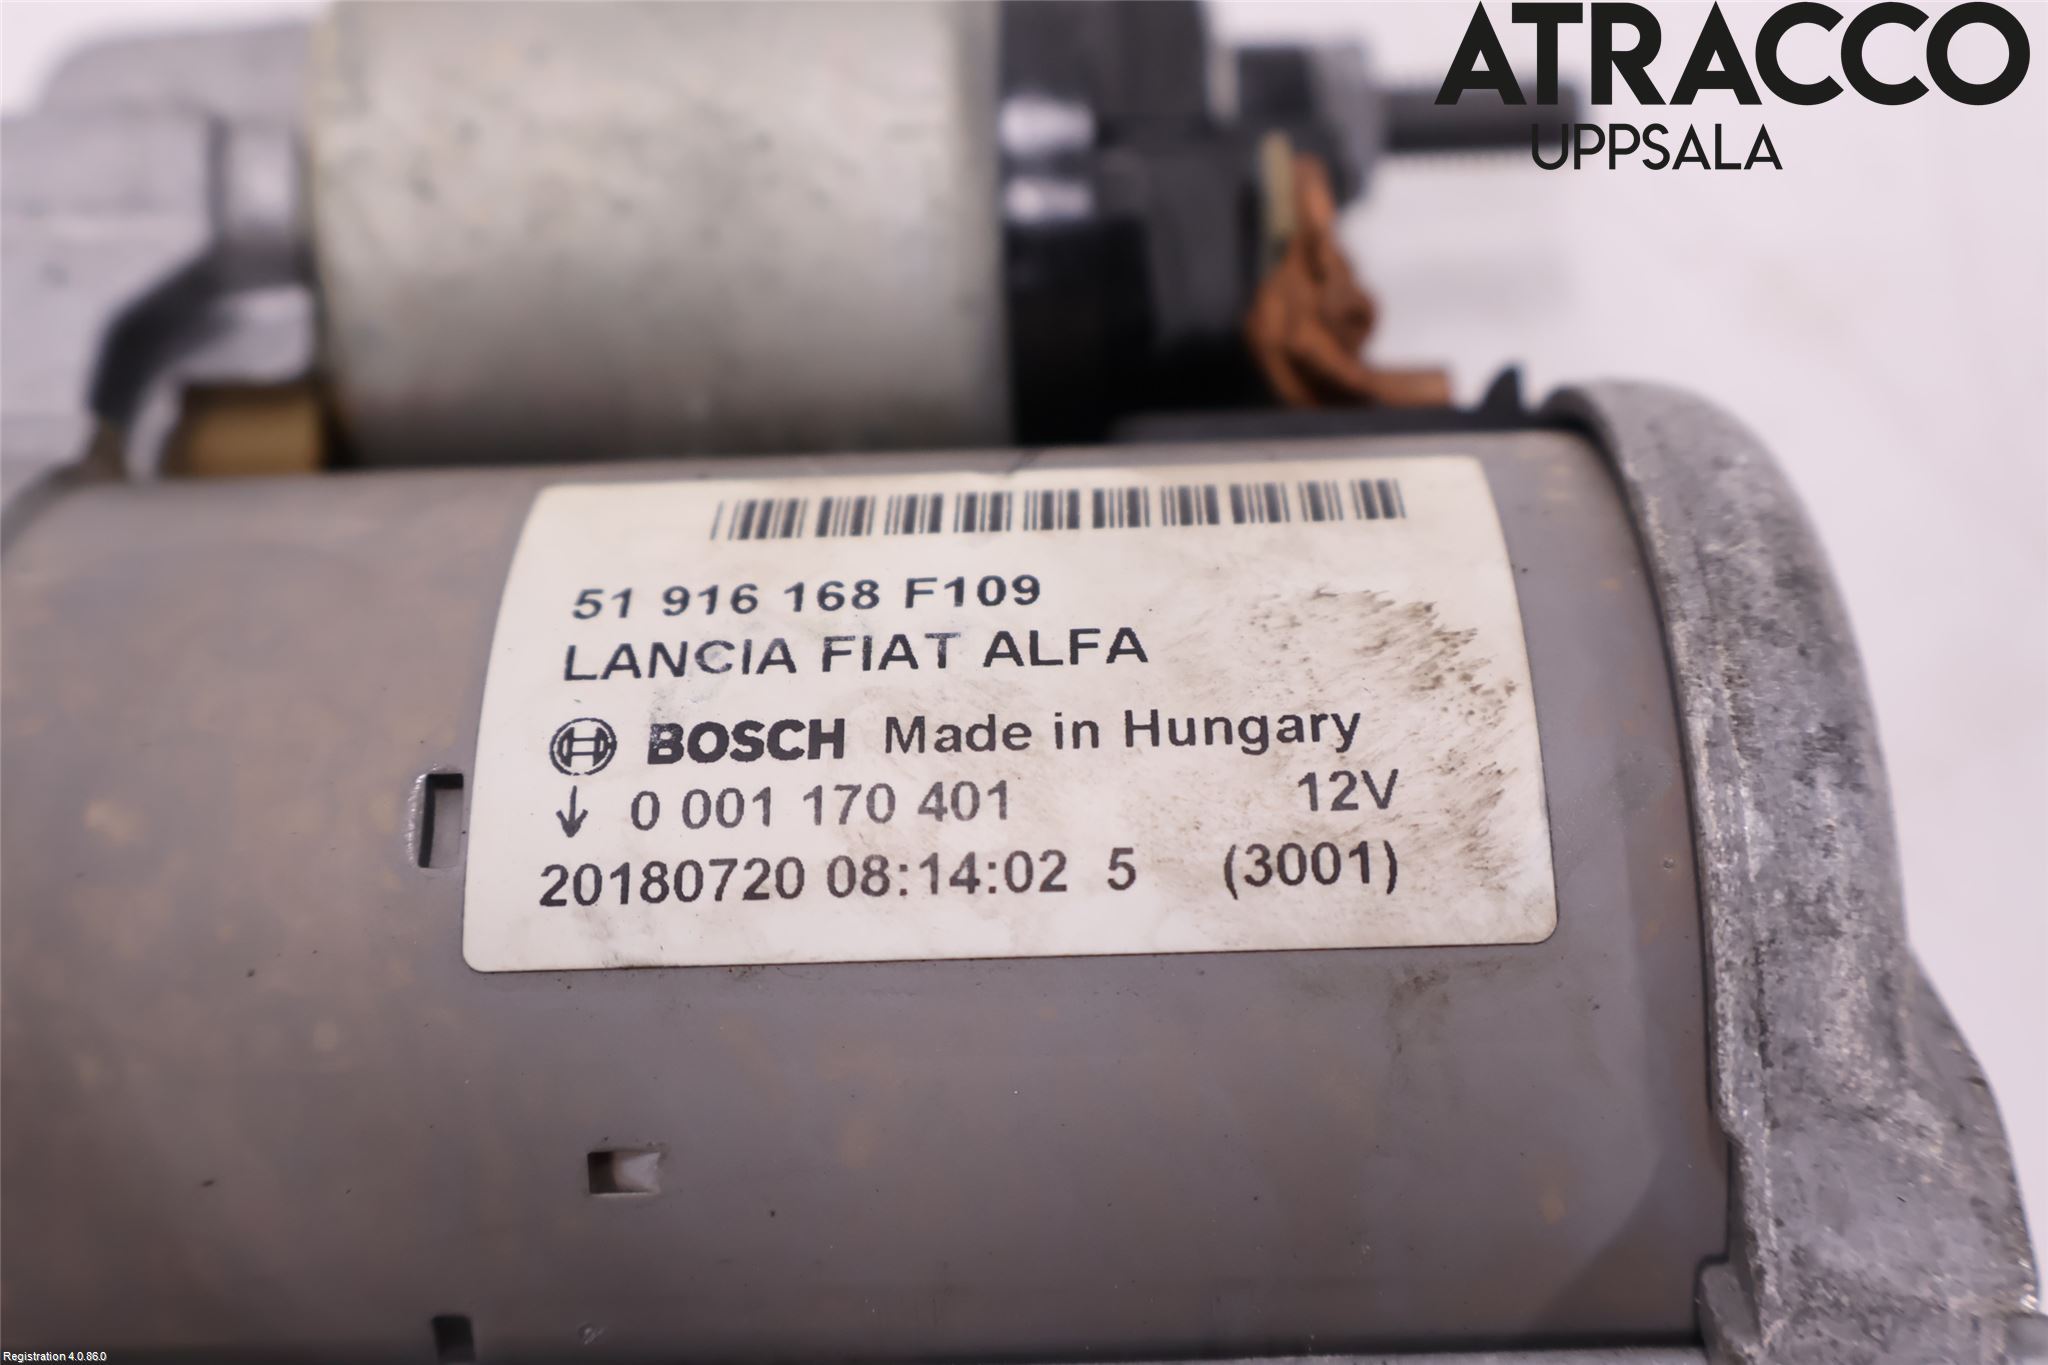 ATRACCO
UPPSALA
51 916 168 F109
LANCIA FIAT ALFA
BOSCH Made in Hungary
↓ 0 001 170 401 12V
20180720 08:14:02 5 (3001)
Registration 4.0.86.0